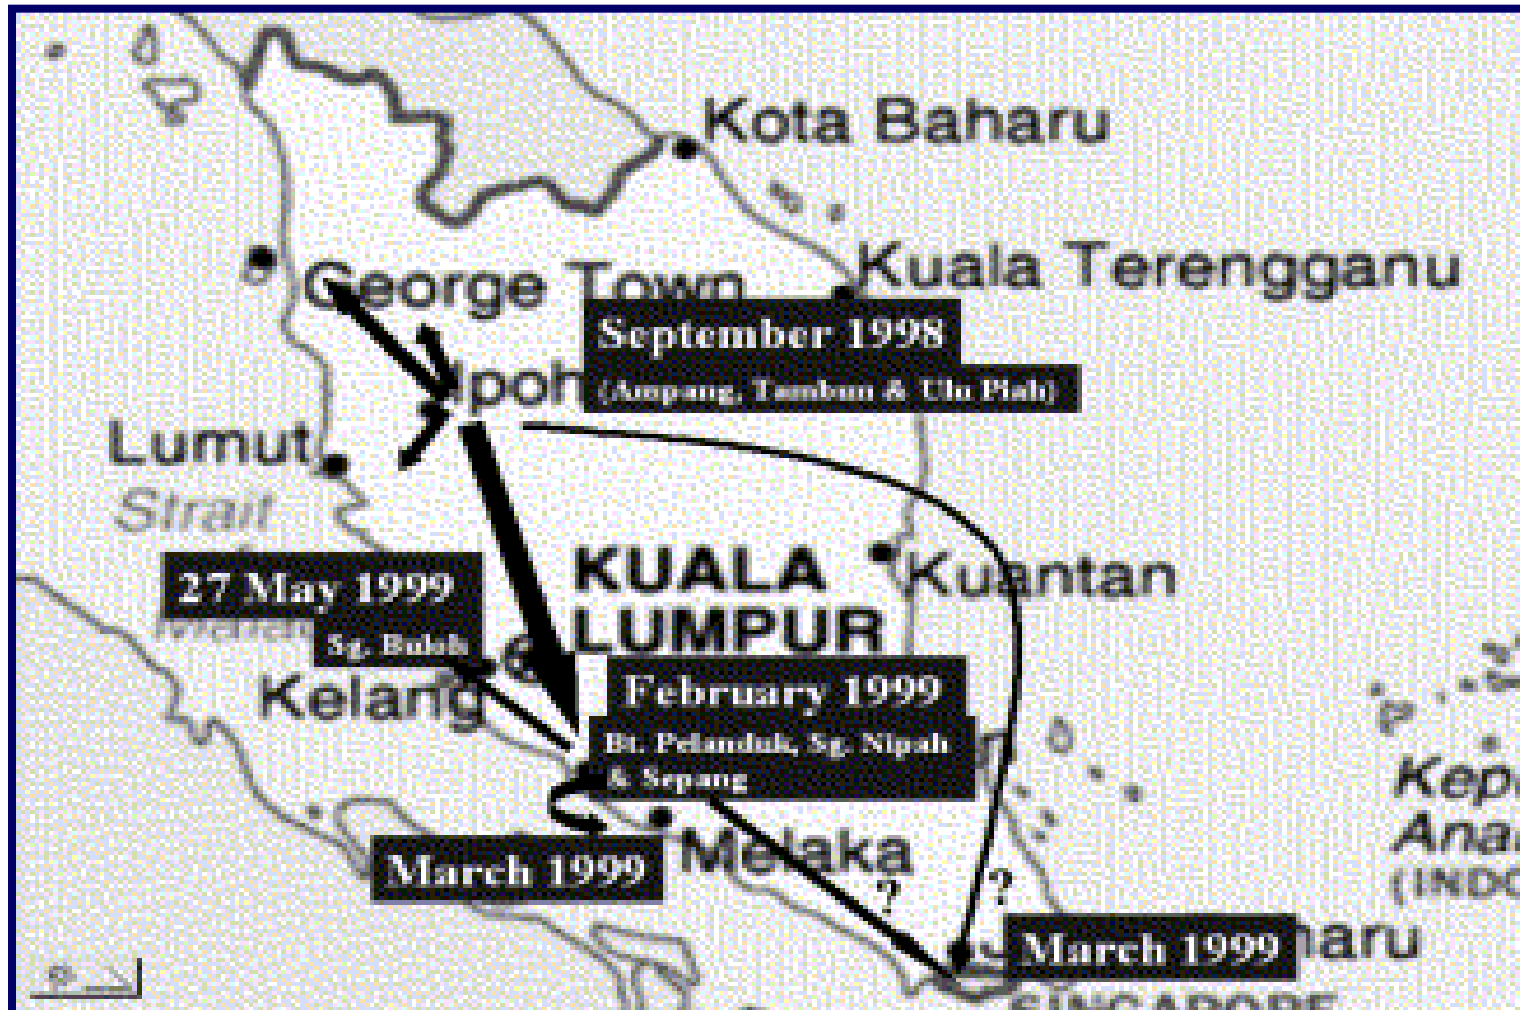 Kota Baharu
Kuala Terengganu
George Town
September 1998
Ipoh
(Ampang, Tambun & Ulu Piah)
Lumut
Strait
KUALA
Kuantan
27 May 1999
LUMPUR
Sg. Buloh
Kelang
February 1999
Bt. Pelanduk, Sg. Nipah
& Sepang
Melaka
March 1999
?
?
March 1999
haru
SINGAPORE
Kep
Ana
(INDO